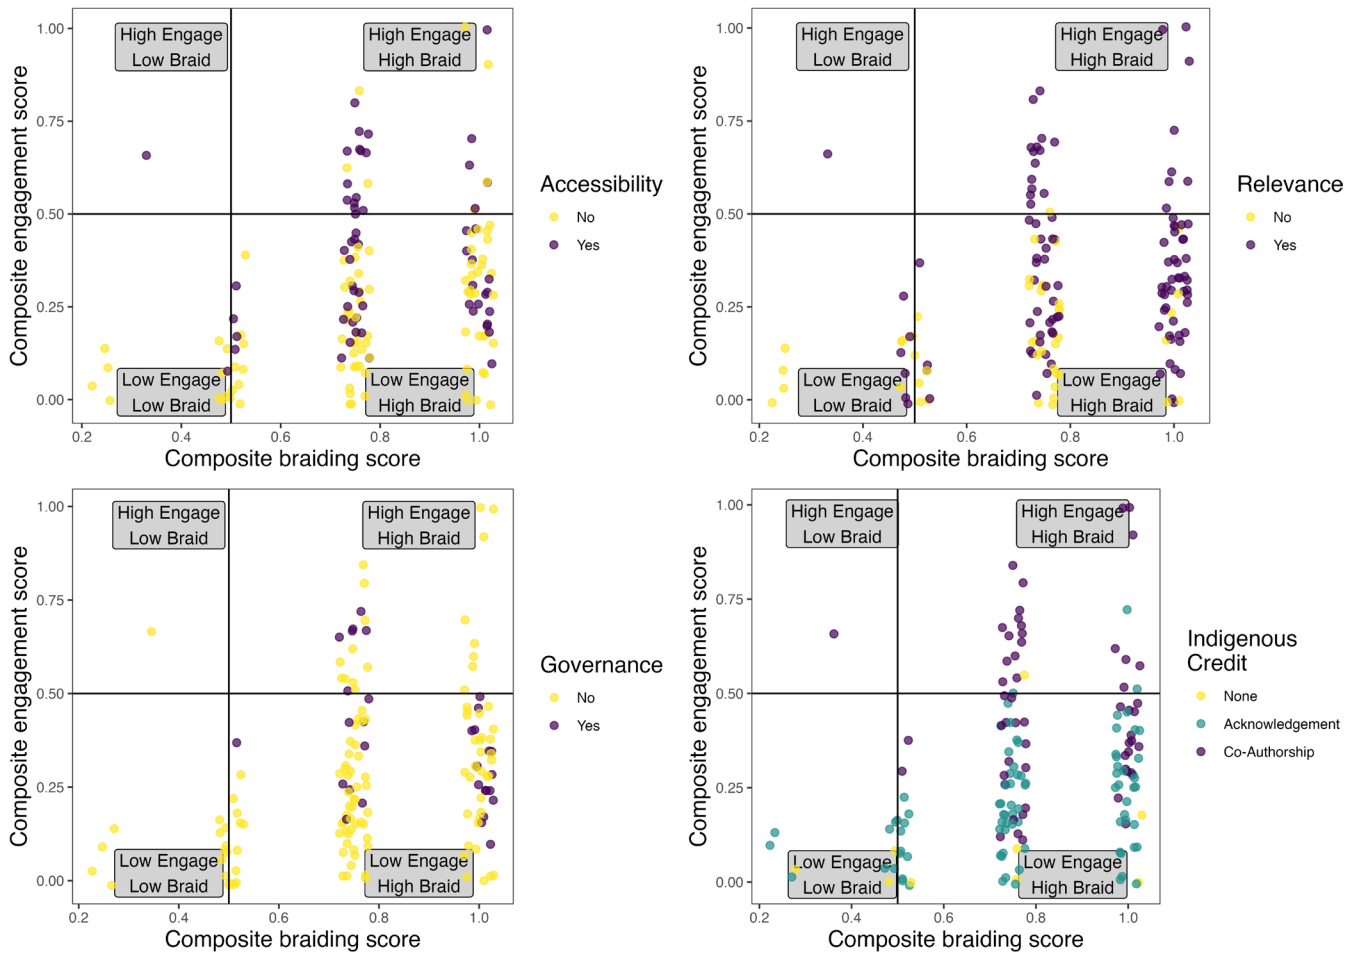 1.00
0.75
0.50
0.25
0.00
Composite engagement score
High Engage
Low Braid
High Engage
High Braid
Low Engage
Low Braid
Low Engage
High Braid
0.2
0.4
0.6
0.8
1.0
Composite braiding score
Accessibility
No
Yes
1.00
0.75
0.50
0.25
0.00
Composite engagement score
High Engage
Low Braid
High Engage
High Braid
Low Engage
Low Braid
Low Engage
High Braid
0.2
0.4
0.6
0.8
1.0
Composite braiding score
Relevance
No
Yes
1.00
0.75
0.50
0.25
0.00
Composite engagement score
High Engage
Low Braid
High Engage
High Braid
Low Engage
Low Braid
Low Engage
High Braid
0.2
0.4
0.6
0.8
1.0
Composite braiding score
Governance
No
Yes
1.00
0.75
0.50
0.25
0.00
Composite engagement score
High Engage
Low Braid
High Engage
High Braid
Low Engage
Low Braid
Low Engage
High Braid
0.2
0.4
0.6
0.8
1.0
Composite braiding score
Indigenous
Credit
None
Acknowledgement
Co-Authorship